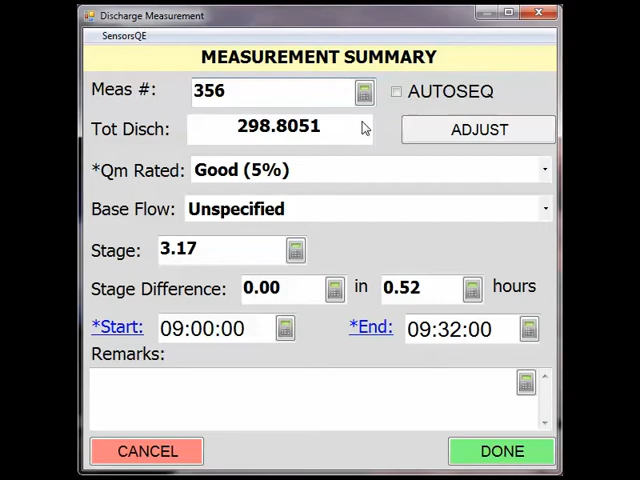 Discharge Measurement
SensorsQE
MEASUREMENT SUMMARY
Meas #: 356 AUTOSEQ
Tot Disch: 298.8051 ADJUST
*Qm Rated: Good (5%)
Base Flow: Unspecified
Stage: 3.17
Stage Difference: 0.00 in 0.52 hours
*Start: 09:00:00 *End: 09:32:00
Remarks:
CANCEL DONE